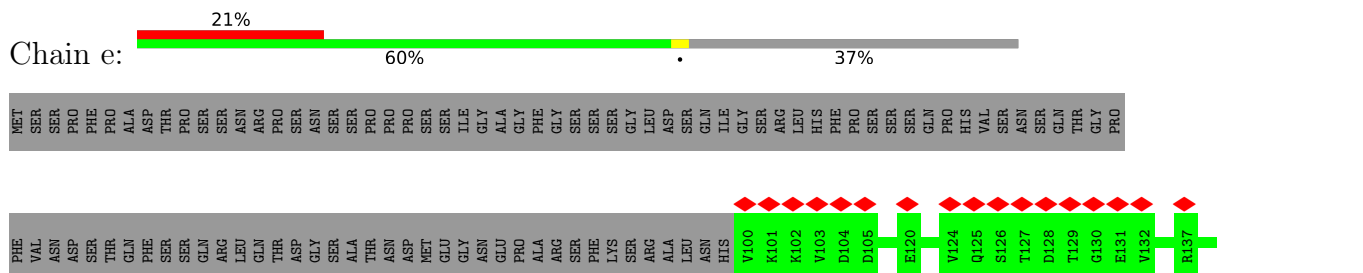 21%
Chain e:
60% • 37%
MET SER SER PRO PHE PRO ALA ASP THR PRO SER SER ASN ARG PRO SER ASN SER SER PRO PRO PRO SER SER ILE GLY ALA GLY PHE GLY SER SER SER GLY LEU ASP SER GLN ILE GLY SER ARG LEU HIS PHE PRO SER SER SER GLN PRO HIS VAL SER ASN SER GLN THR GLY PRO
PHE VAL ASN ASP SER THR GLN PHE SER SER GLN ARG LEU GLN THR ASP GLY SER ALA THR ASN ASP MET GLU GLY ASN GLU PRO ALA ARG SER PHE LYS SER ARG ALA LEU ASN HIS V100 K101 K102 V103 D104 D105 E120 V124 Q125 S126 T127 D128 T129 G130 E131 V132 R137